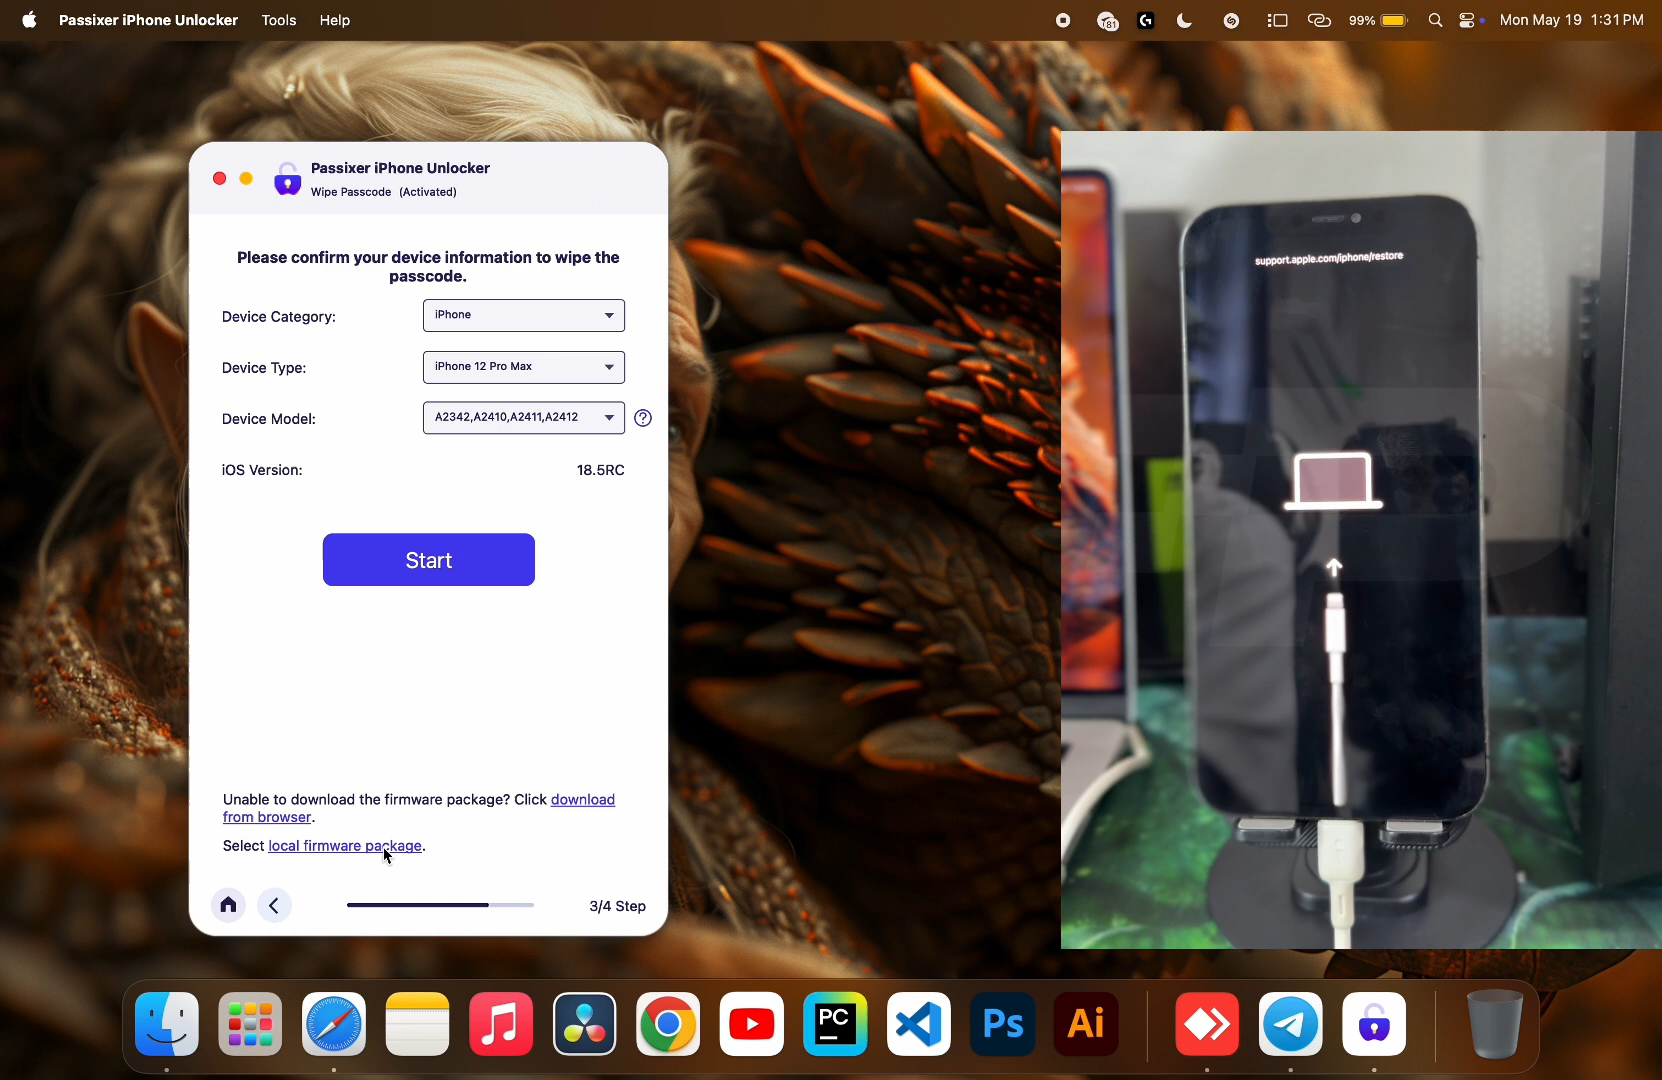 Passixer iPhone Unlocker Tools Help
81
99%
Mon May 19 1:31 PM
Passixer iPhone Unlocker
Wipe Passcode (Activated)
Please confirm your device information to wipe the
passcode.
Device Category: iPhone
Device Type: iPhone 12 Pro Max
Device Model: A2342,A2410,A2411,A2412 ?
iOS Version: 18.5RC
Start
Unable to download the firmware package? Click download
from browser.
Select local firmware package.
3/4 Step
support.apple.com/iphone/restore
PC
Ps
Ai